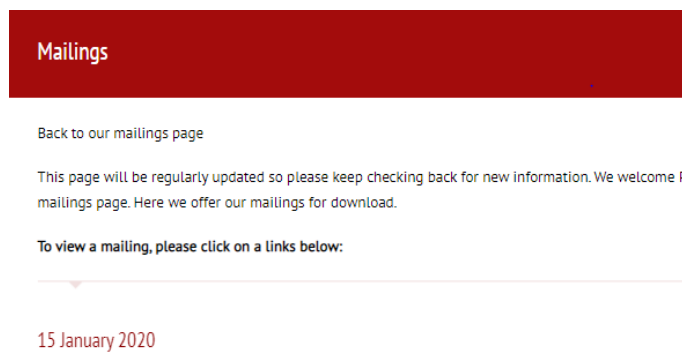 Mailings
Back to our mailings page
This page will be regularly updated so please keep checking back for new information. We welcome
mailings page. Here we offer our mailings for download.
To view a mailing, please click on a links below:
15 January 2020